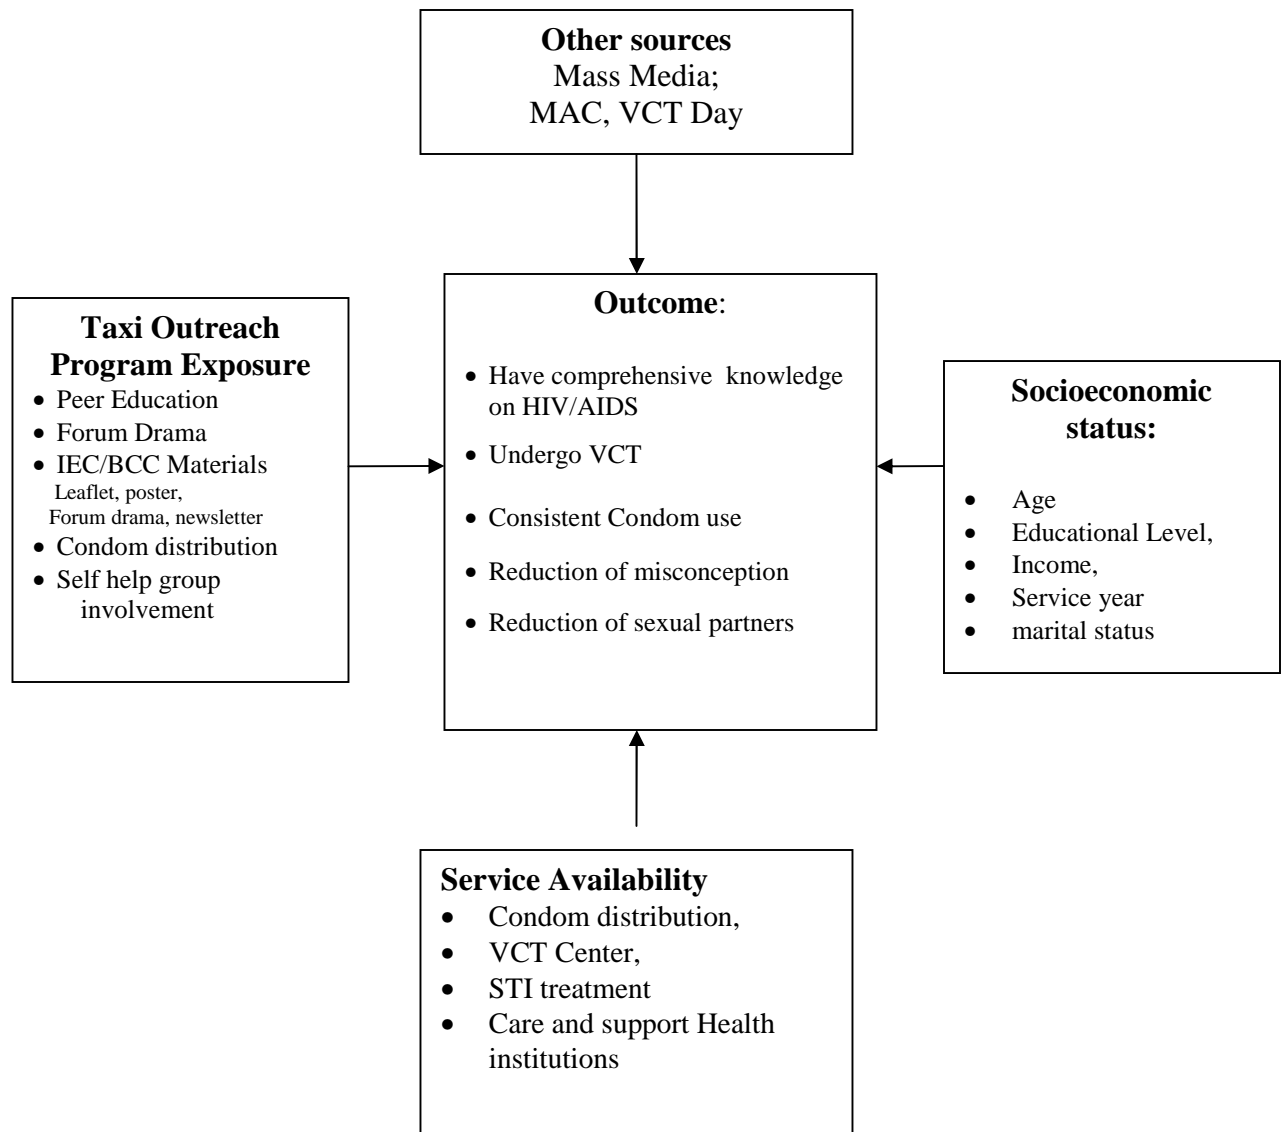 Other sources
Mass Media;
MAC, VCT Day
Taxi Outreach
Program Exposure
• Peer Education
• Forum Drama
• IEC/BCC Materials
Leaflet, poster,
Forum drama, newsletter
• Condom distribution
• Self help group
involvement
Outcome:
• Have comprehensive knowledge
on HIV/AIDS
• Undergo VCT
• Consistent Condom use
• Reduction of misconception
• Reduction of sexual partners
Socioeconomic
status:
• Age
• Educational Level,
• Income,
• Service year
• marital status
Service Availability
• Condom distribution,
• VCT Center,
• STI treatment
• Care and support Health
institutions